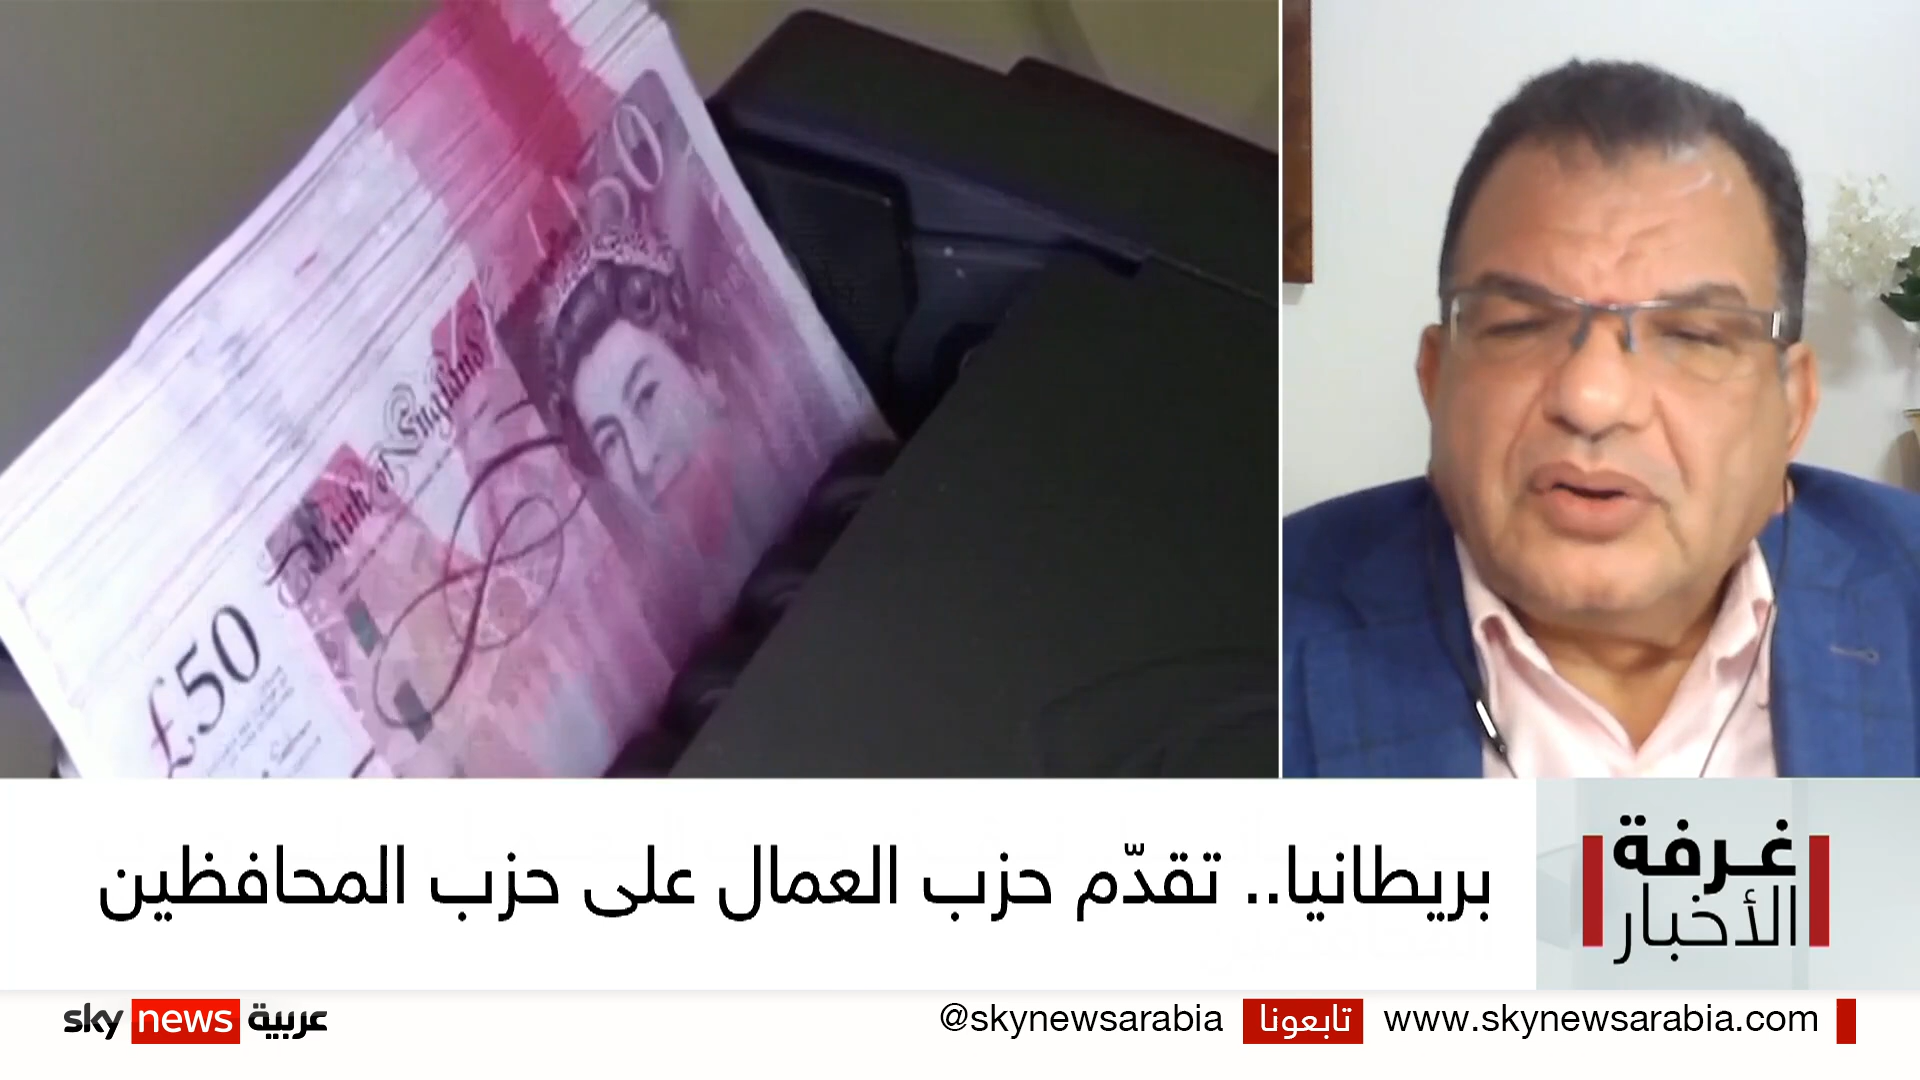 50
Bank of England
£50
بريطانيا.. تقدّم حزب العمال على حزب المحافظين
غرفة
الأخبار
sky news عربية
@skynewsarabia تابعونا www.skynewsarabia.com